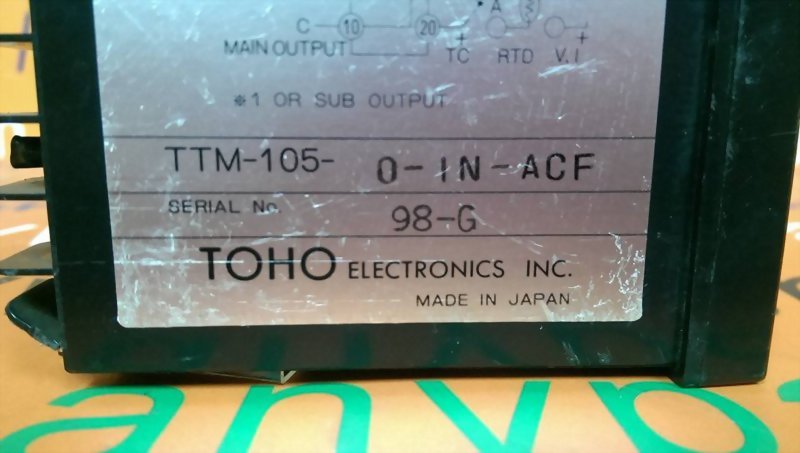 C 10 20 + * A +
MAIN OUTPUT TC RTD V.I
※1 OR SUB OUTPUT
TTM-105- 0-IN-ACF
SERIAL No. 98-G
TOHO ELECTRONICS INC.
MADE IN JAPAN
anypa